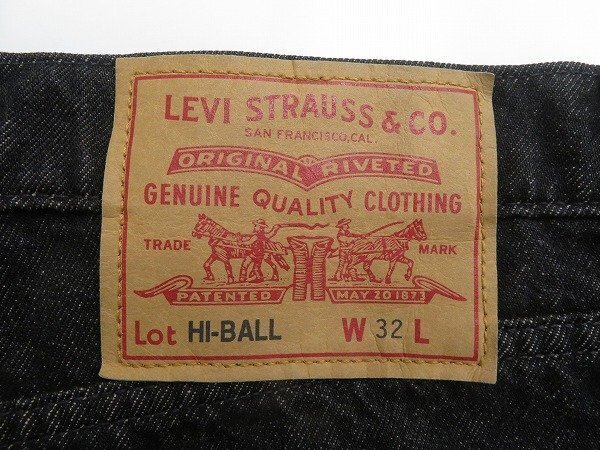 LEVI STRAUSS & CO.
SAN FRANCISCO, CAL.
ORIGINAL RIVETED
GENUINE QUALITY CLOTHING
TRADE MARK
PATENTED MAY 20 1873
Lot HI-BALL W 32 L